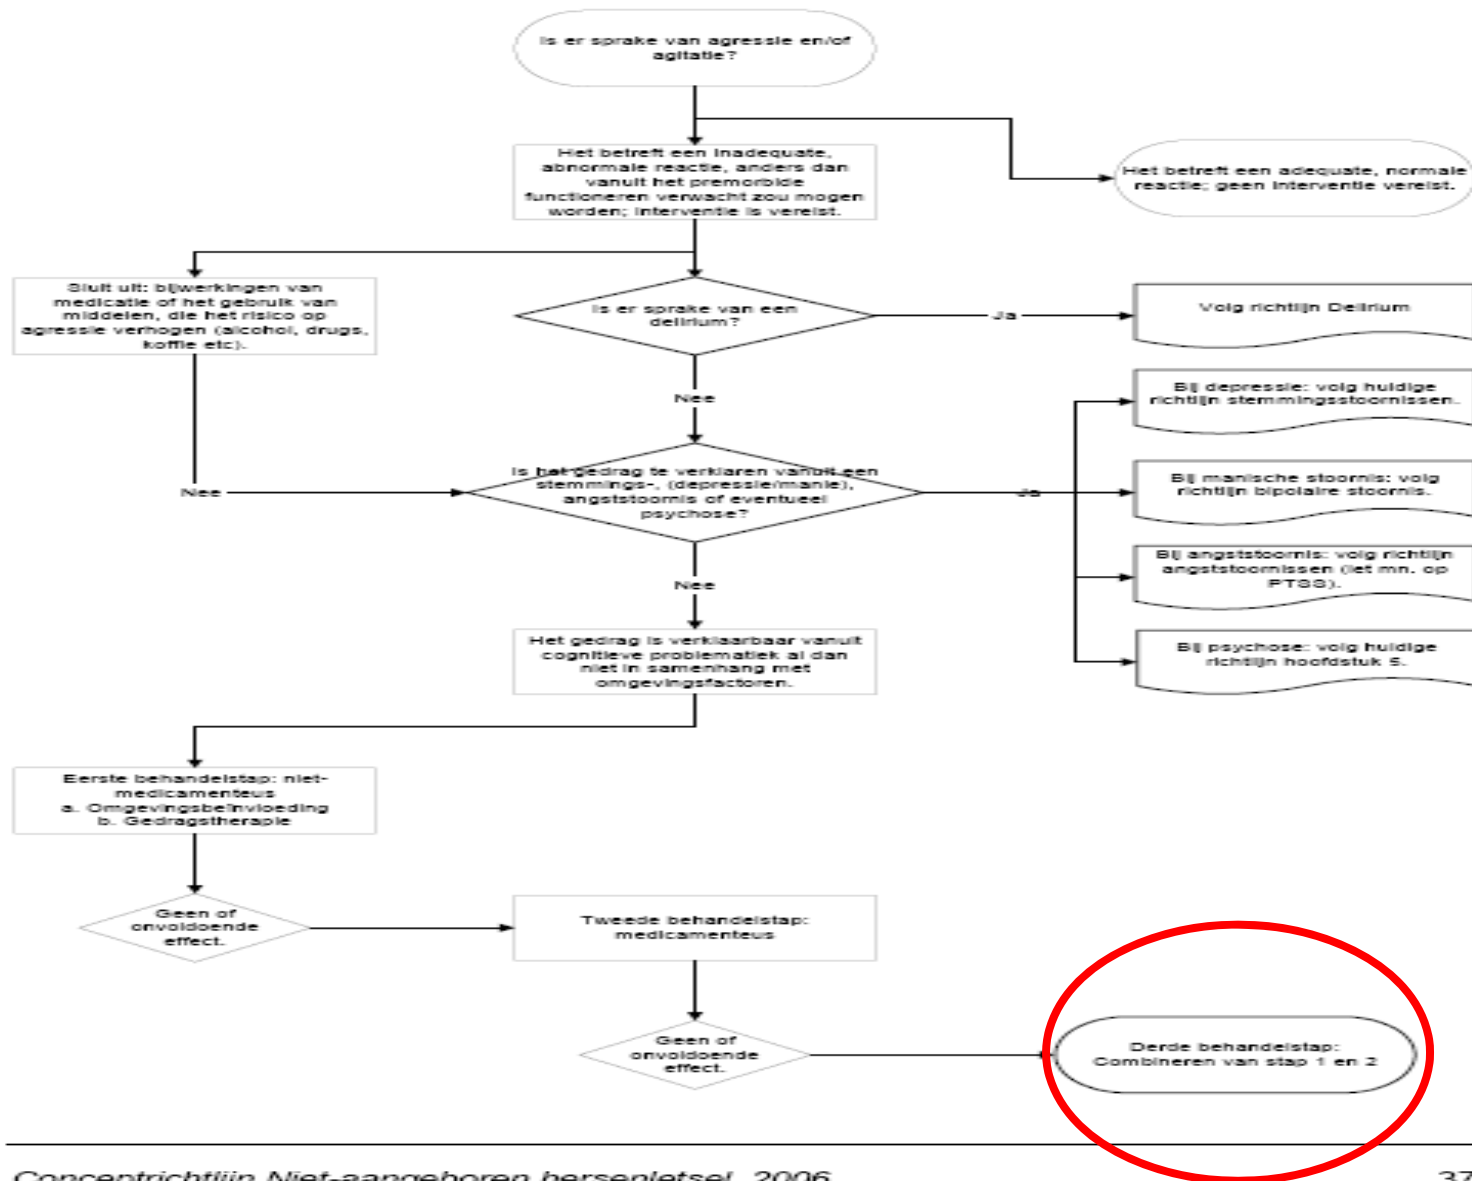 Is er sprake van agressie en/of
agitatie?
Het betreft een inadequate,
abnormale reactie, anders dan
vanuit het premorbide
functioneren verwacht zou mogen
worden; interventie is vereist.
Het betreft een adequate, normale
reactie; geen interventie vereist.
Sluit uit: bijwerkingen van
medicatie of het gebruik van
middelen, die het risico op
agressie verhogen (alcohol, drugs,
koffie etc).
Is er sprake van een
delirium?
Ja
Volg richtlijn Delirium
Nee
Bij depressie: volg huidige
richtlijn stemmingsstoornissen.
Is het gedrag te verklaren vanuit een
stemmings-, (depressie/manie),
angststoornis of eventueel
psychose?
Nee
Ja
Bij manische stoornis: volg
richtlijn bipolaire stoornis.
Bij angststoornis: volg richtlijn
angststoornissen (let mn. op
PTSS).
Nee
Het gedrag is verklaarbaar vanuit
cognitieve problematiek al dan
niet in samenhang met
omgevingsfactoren.
Bij psychose: volg huidige
richtlijn hoofdstuk 5.
Eerste behandelstap: niet-
medicamenteus
a. Omgevingsbeïnvloeding
b. Gedragstherapie
Geen of
onvoldoende
effect.
Tweede behandelstap:
medicamenteus
Geen of
onvoldoende
effect.
Derde behandelstap:
Combineren van stap 1 en 2
Conceptrichtlijn Niet-aangeboren hersenletsel, 2006
37